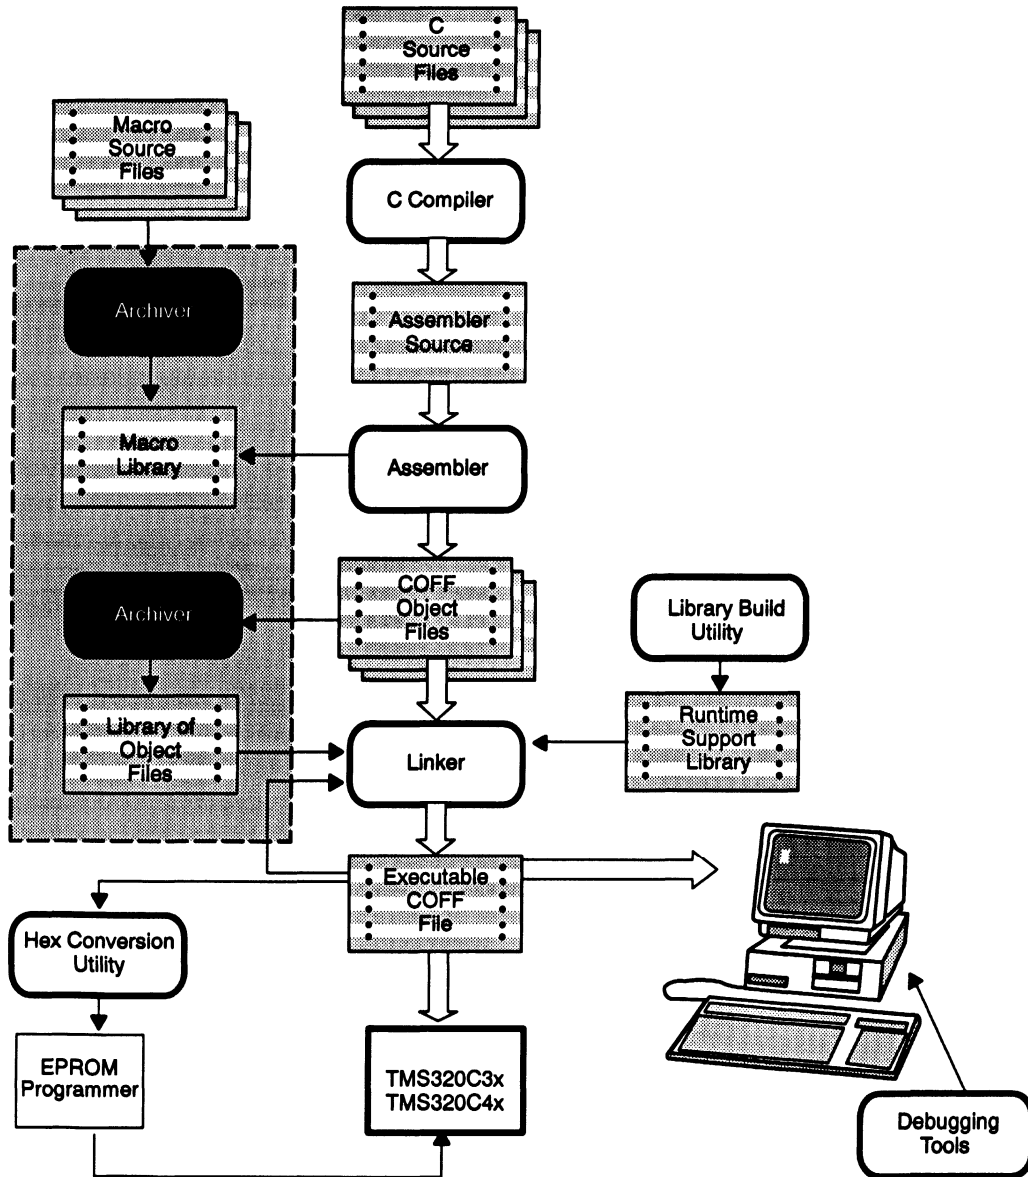 C
Source
Files
Macro
Source
Files
C Compiler
Archiver
Assembler
Source
Macro
Library
Assembler
COFF
Object
Files
Archiver
Library Build
Utility
Library of
Object
Files
Linker
Runtime
Support
Library
Executable
COFF
File
Hex Conversion
Utility
EPROM
Programmer
TMS320C3x
TMS320C4x
Debugging
Tools